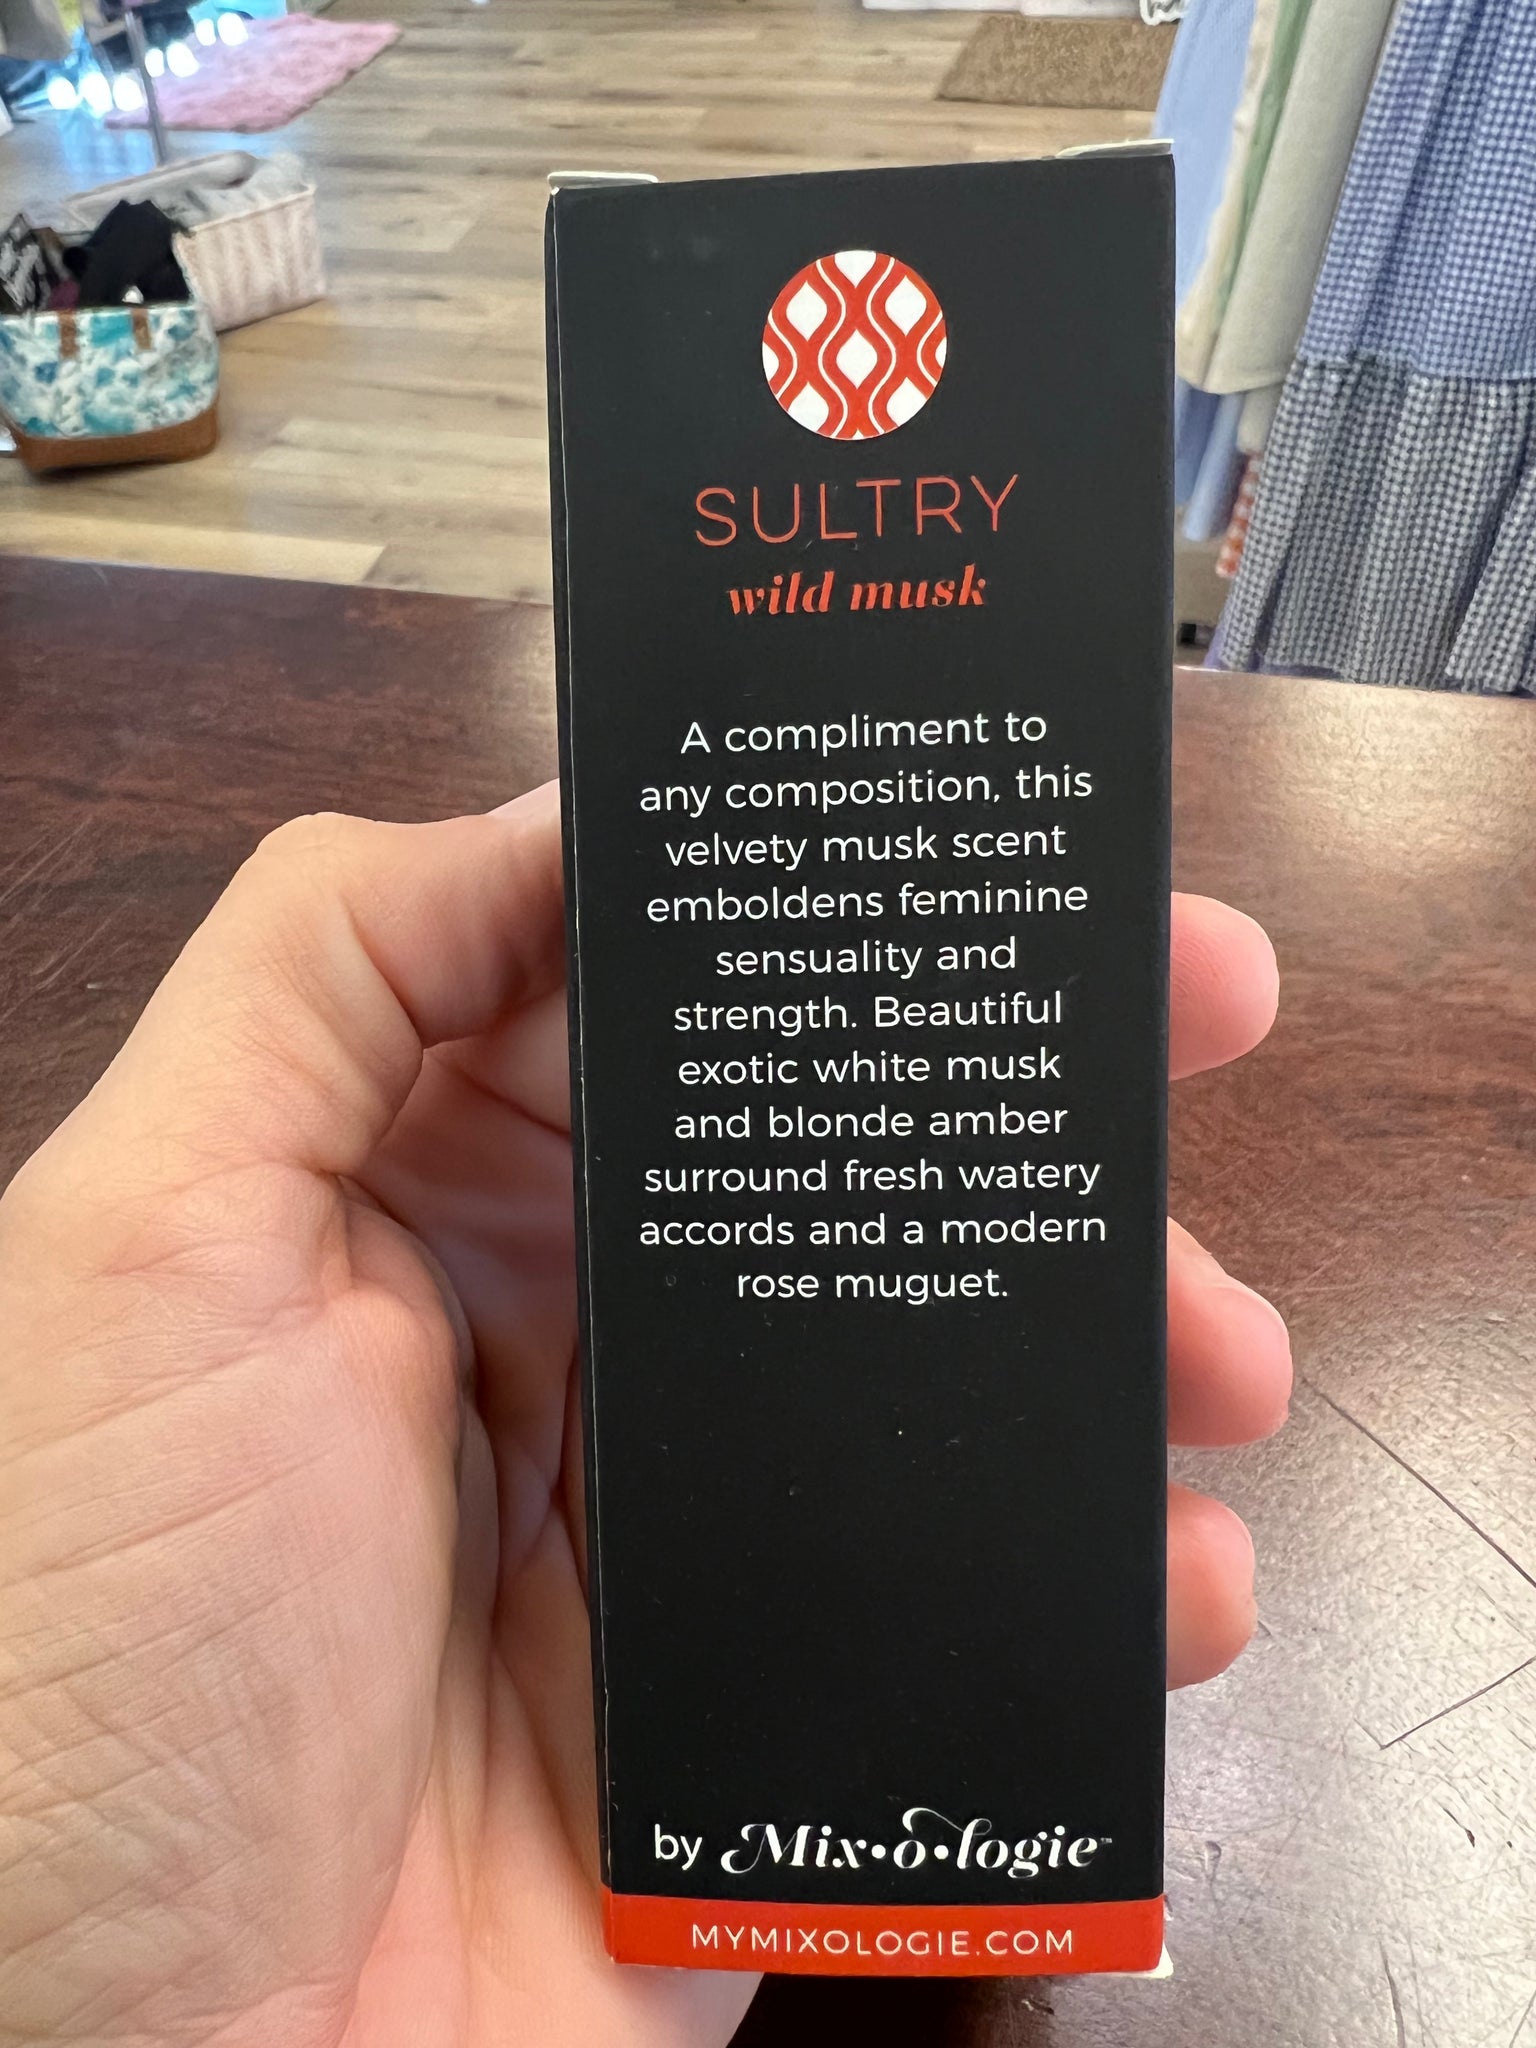 SULTRY
wild musk
A compliment to
any composition, this
velvety musk scent
emboldens feminine
sensuality and
strength. Beautiful
exotic white musk
and blonde amber
surround fresh watery
accords and a modern
rose muguet.
by Mix•o•logie™
MYMIXOLOGIE.COM